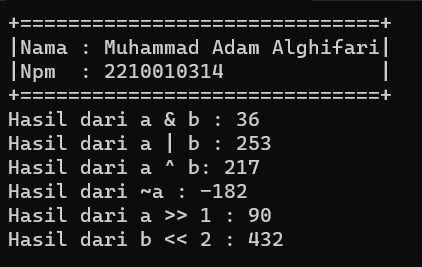 +==============================+
|Nama : Muhammad Adam Alghifari|
|Npm  : 2210010314             |
+==============================+
Hasil dari a & b : 36
Hasil dari a | b : 253
Hasil dari a ^ b: 217
Hasil dari ~a : -182
Hasil dari a >> 1 : 90
Hasil dari b << 2 : 432